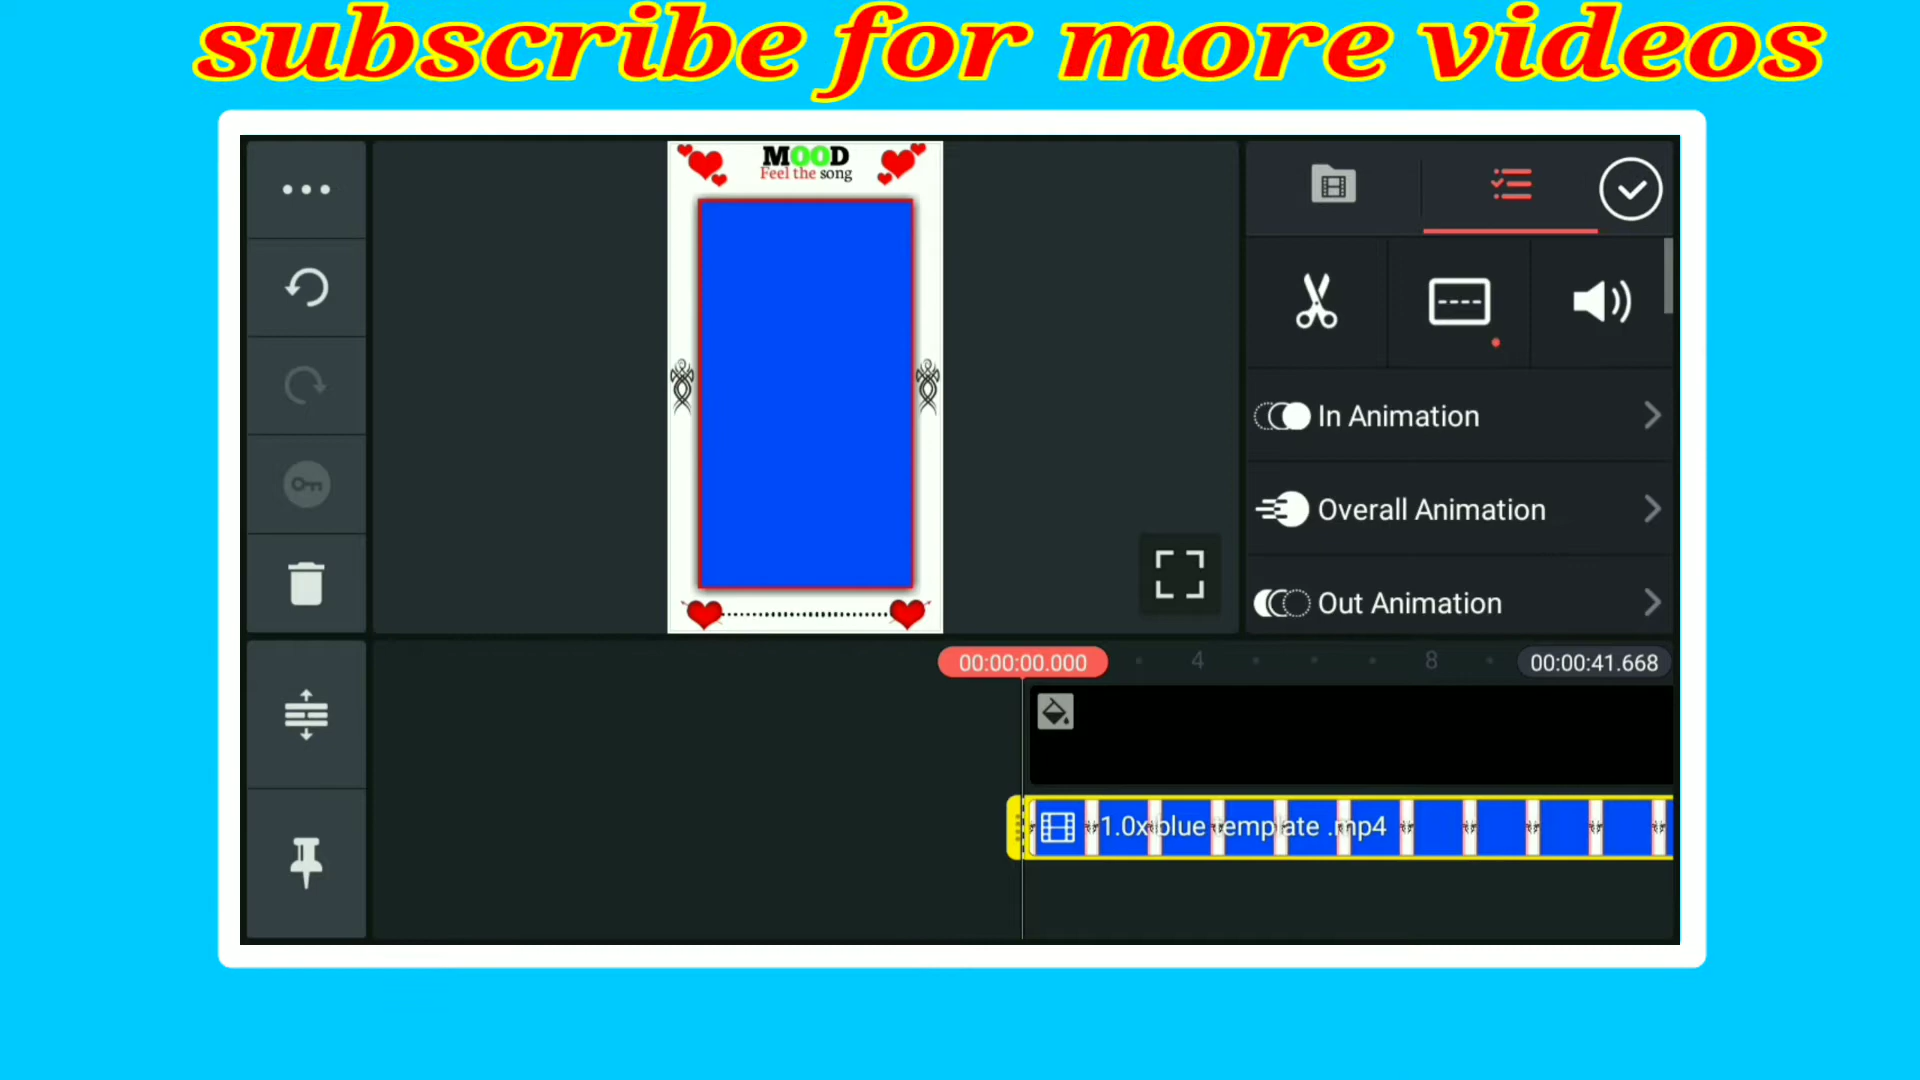 subscribe for more videos
MOOD
Feel the song
In Animation
Overall Animation
Out Animation
00:00:00.000
4
8
00:00:41.668
1.0x blue template .mp4